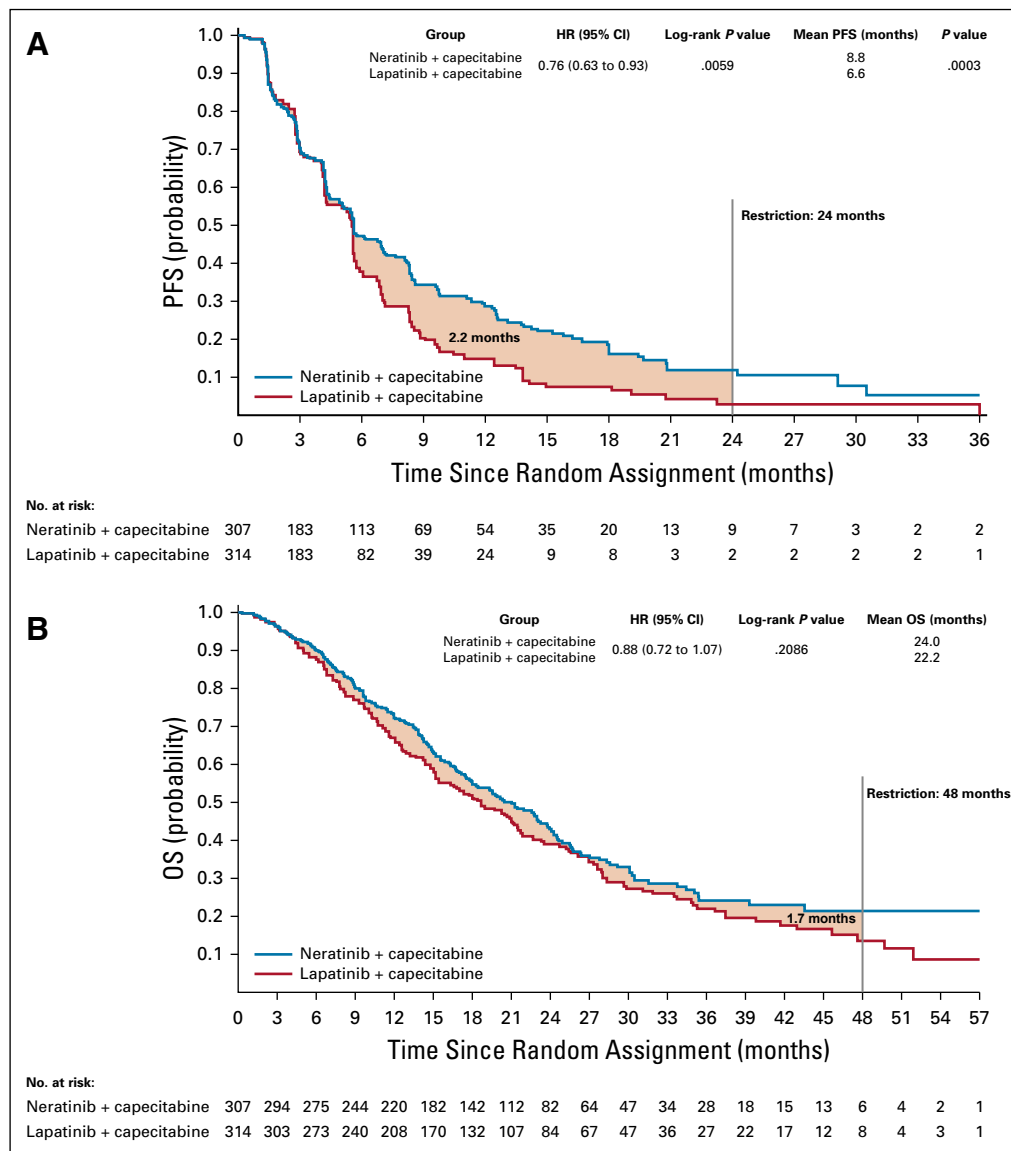 A
Group HR (95% CI) Log-rank P value Mean PFS (months) P value
Neratinib + capecitabine 0.76 (0.63 to 0.93) .0059 8.8 .0003
Lapatinib + capecitabine 6.6
1.0
0.9
0.8
0.7
0.6
0.5
0.4
0.3
0.2
0.1
PFS (probability)
Restriction: 24 months
2.2 months
Neratinib + capecitabine
Lapatinib + capecitabine
0 3 6 9 12 15 18 21 24 27 30 33 36
Time Since Random Assignment (months)
No. at risk:
Neratinib + capecitabine 307 183 113 69 54 35 20 13 9 7 3 2 2
Lapatinib + capecitabine 314 183 82 39 24 9 8 3 2 2 2 2 1
B
Group HR (95% CI) Log-rank P value Mean OS (months)
Neratinib + capecitabine 0.88 (0.72 to 1.07) .2086 24.0
Lapatinib + capecitabine 22.2
1.0
0.9
0.8
0.7
0.6
0.5
0.4
0.3
0.2
0.1
OS (probability)
Restriction: 48 months
1.7 months
Neratinib + capecitabine
Lapatinib + capecitabine
0 3 6 9 12 15 18 21 24 27 30 33 36 39 42 45 48 51 54 57
Time Since Random Assignment (months)
No. at risk:
Neratinib + capecitabine 307 294 275 244 220 182 142 112 82 64 47 34 28 18 15 13 6 4 2 1
Lapatinib + capecitabine 314 303 273 240 208 170 132 107 84 67 47 36 27 22 17 12 8 4 3 1